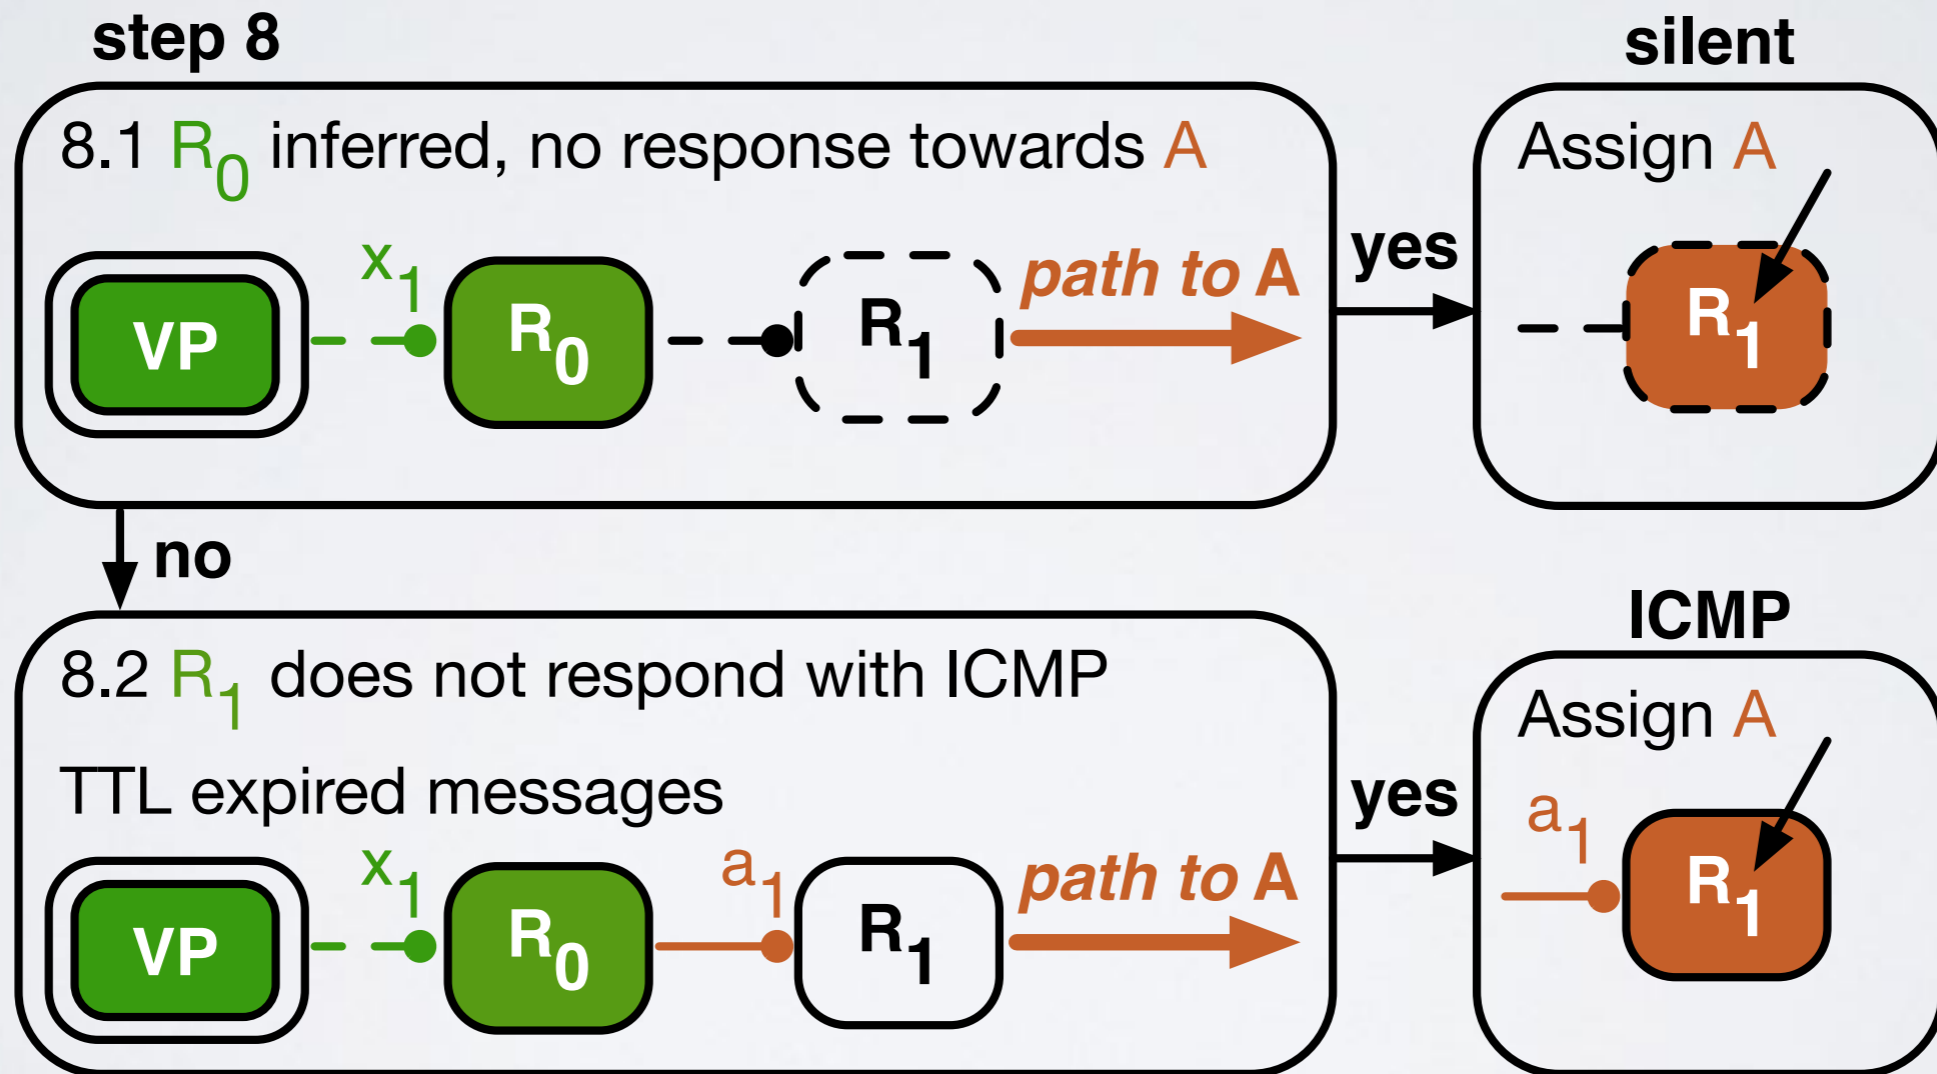 step 8
silent
8.1 R0 inferred, no response towards A
Assign A
VP
x1
R0
R1
path to A
yes
R1
no
ICMP
8.2 R1 does not respond with ICMP
TTL expired messages
Assign A
VP
x1
R0
a1
R1
path to A
yes
a1
R1